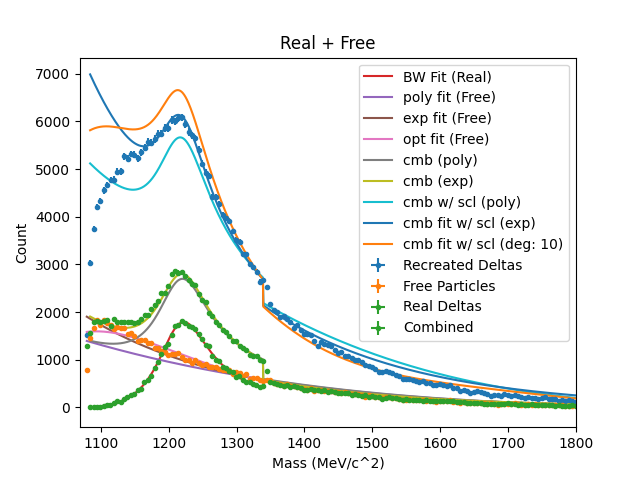 Real + Free
7000
6000
5000
4000
3000
2000
1000
0
Count
1100
1200
1300
1400
1500
1600
1700
1800
Mass (MeV/c^2)
BW Fit (Real)
poly fit (Free)
exp fit (Free)
opt fit (Free)
cmb (poly)
cmb (exp)
cmb w/ scl (poly)
cmb fit w/ scl (exp)
cmb fit w/ scl (deg: 10)
Recreated Deltas
Free Particles
Real Deltas
Combined